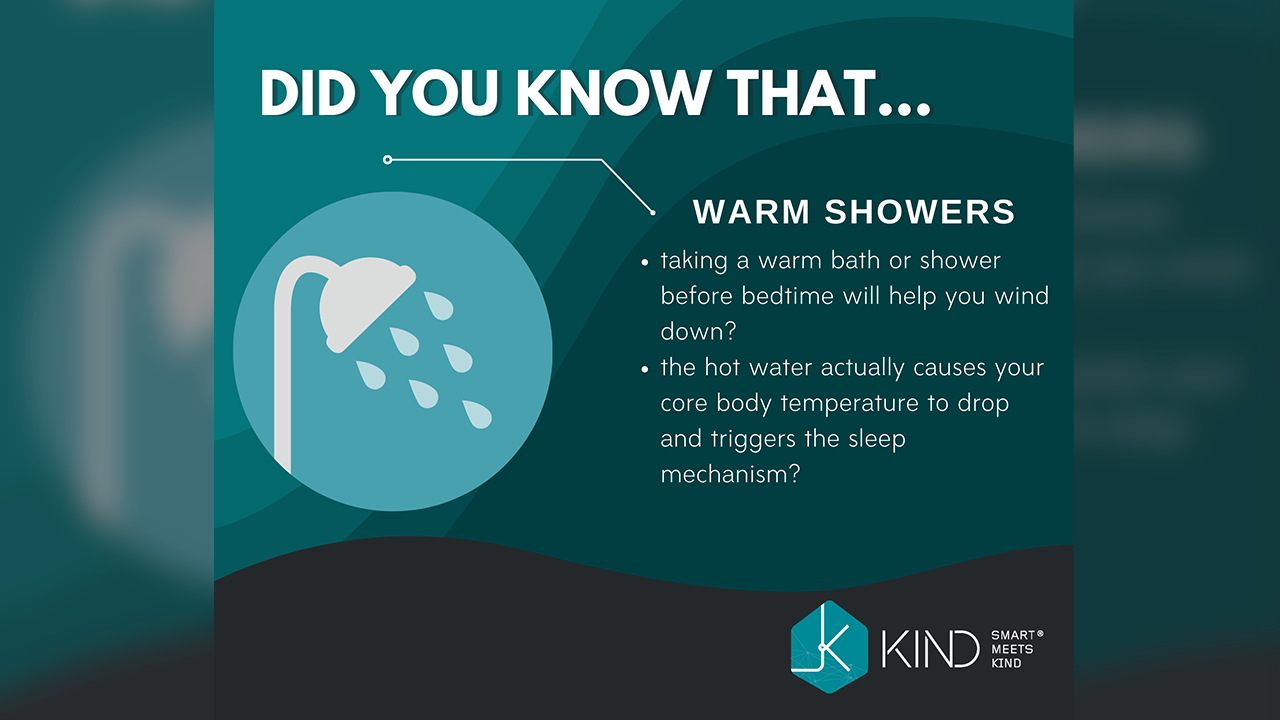 DID YOU KNOW THAT...
WARM SHOWERS
• taking a warm bath or shower
before bedtime will help you wind
down?
• the hot water actually causes your
core body temperature to drop
and triggers the sleep
mechanism?
KIND
SMART®
MEETS
KIND